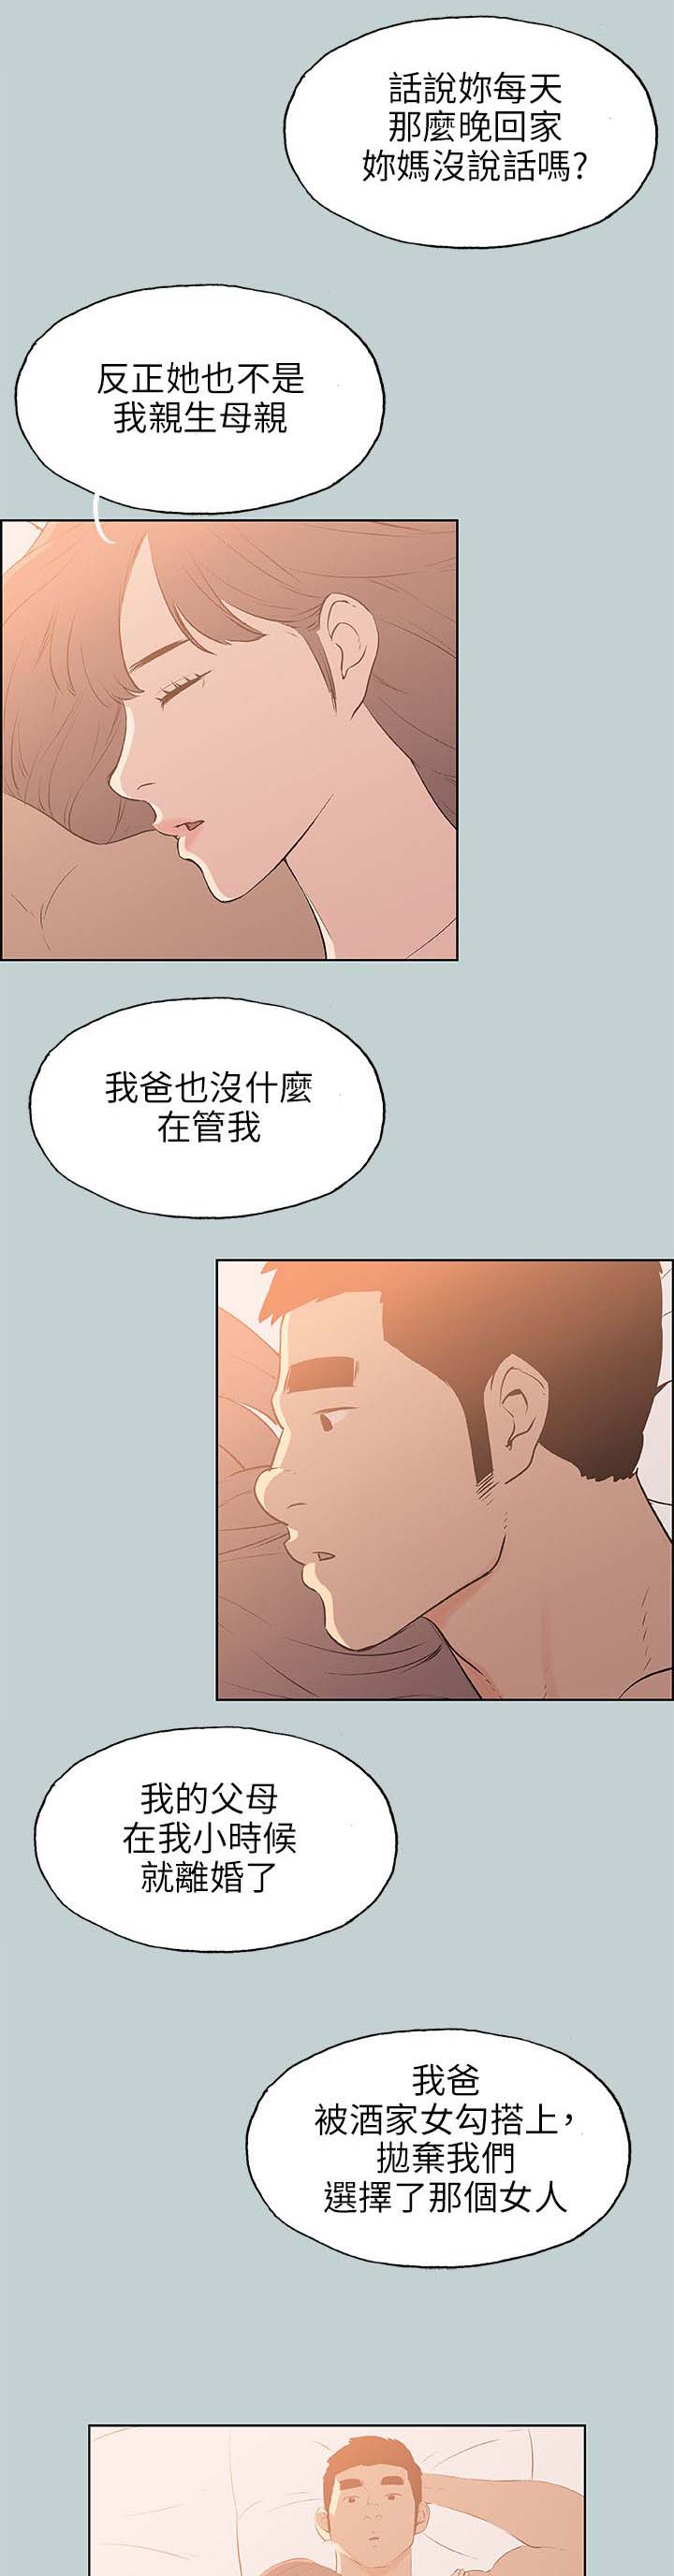 話說妳每天
那麼晚回家
妳媽沒說話嗎?
反正她也不是
我親生母親
我爸也沒什麼
在管我
我的父母
在我小時候
就離婚了
我爸
被酒家女勾搭上,
拋棄我們
選擇了那個女人